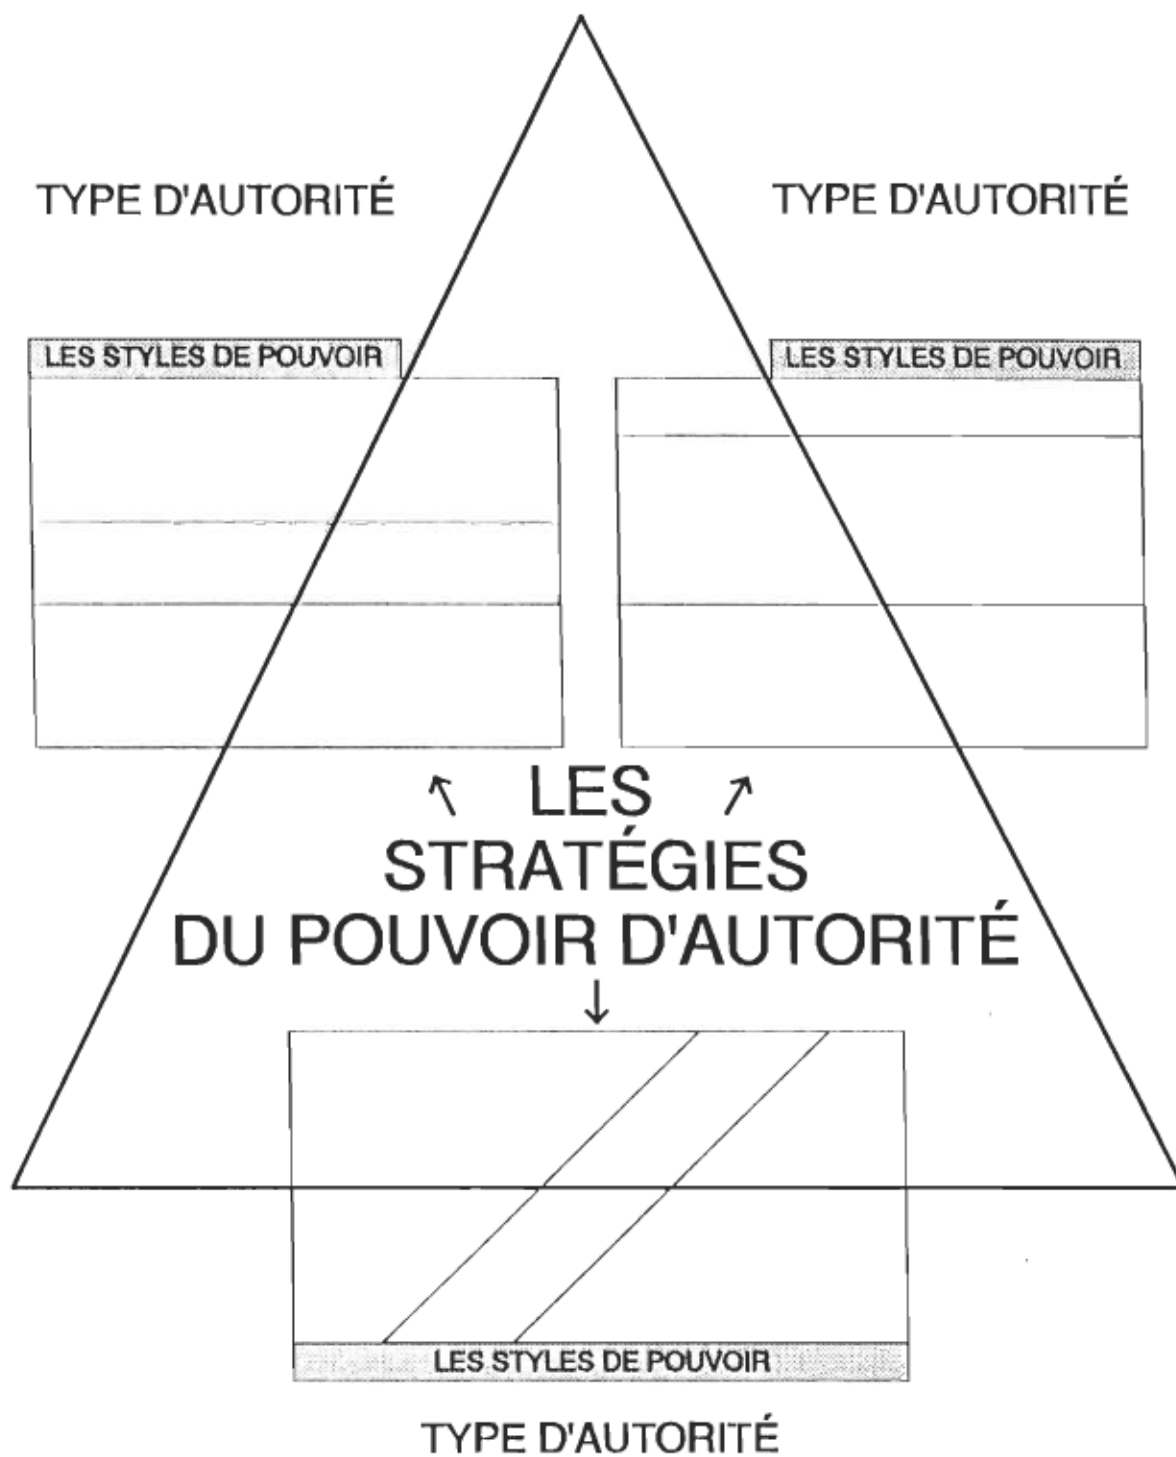 TYPE D'AUTORITÉ
TYPE D'AUTORITÉ
LES STYLES DE POUVOIR
LES STYLES DE POUVOIR
LES
STRATÉGIES
DU POUVOIR D'AUTORITÉ
LES STYLES DE POUVOIR
TYPE D'AUTORITÉ